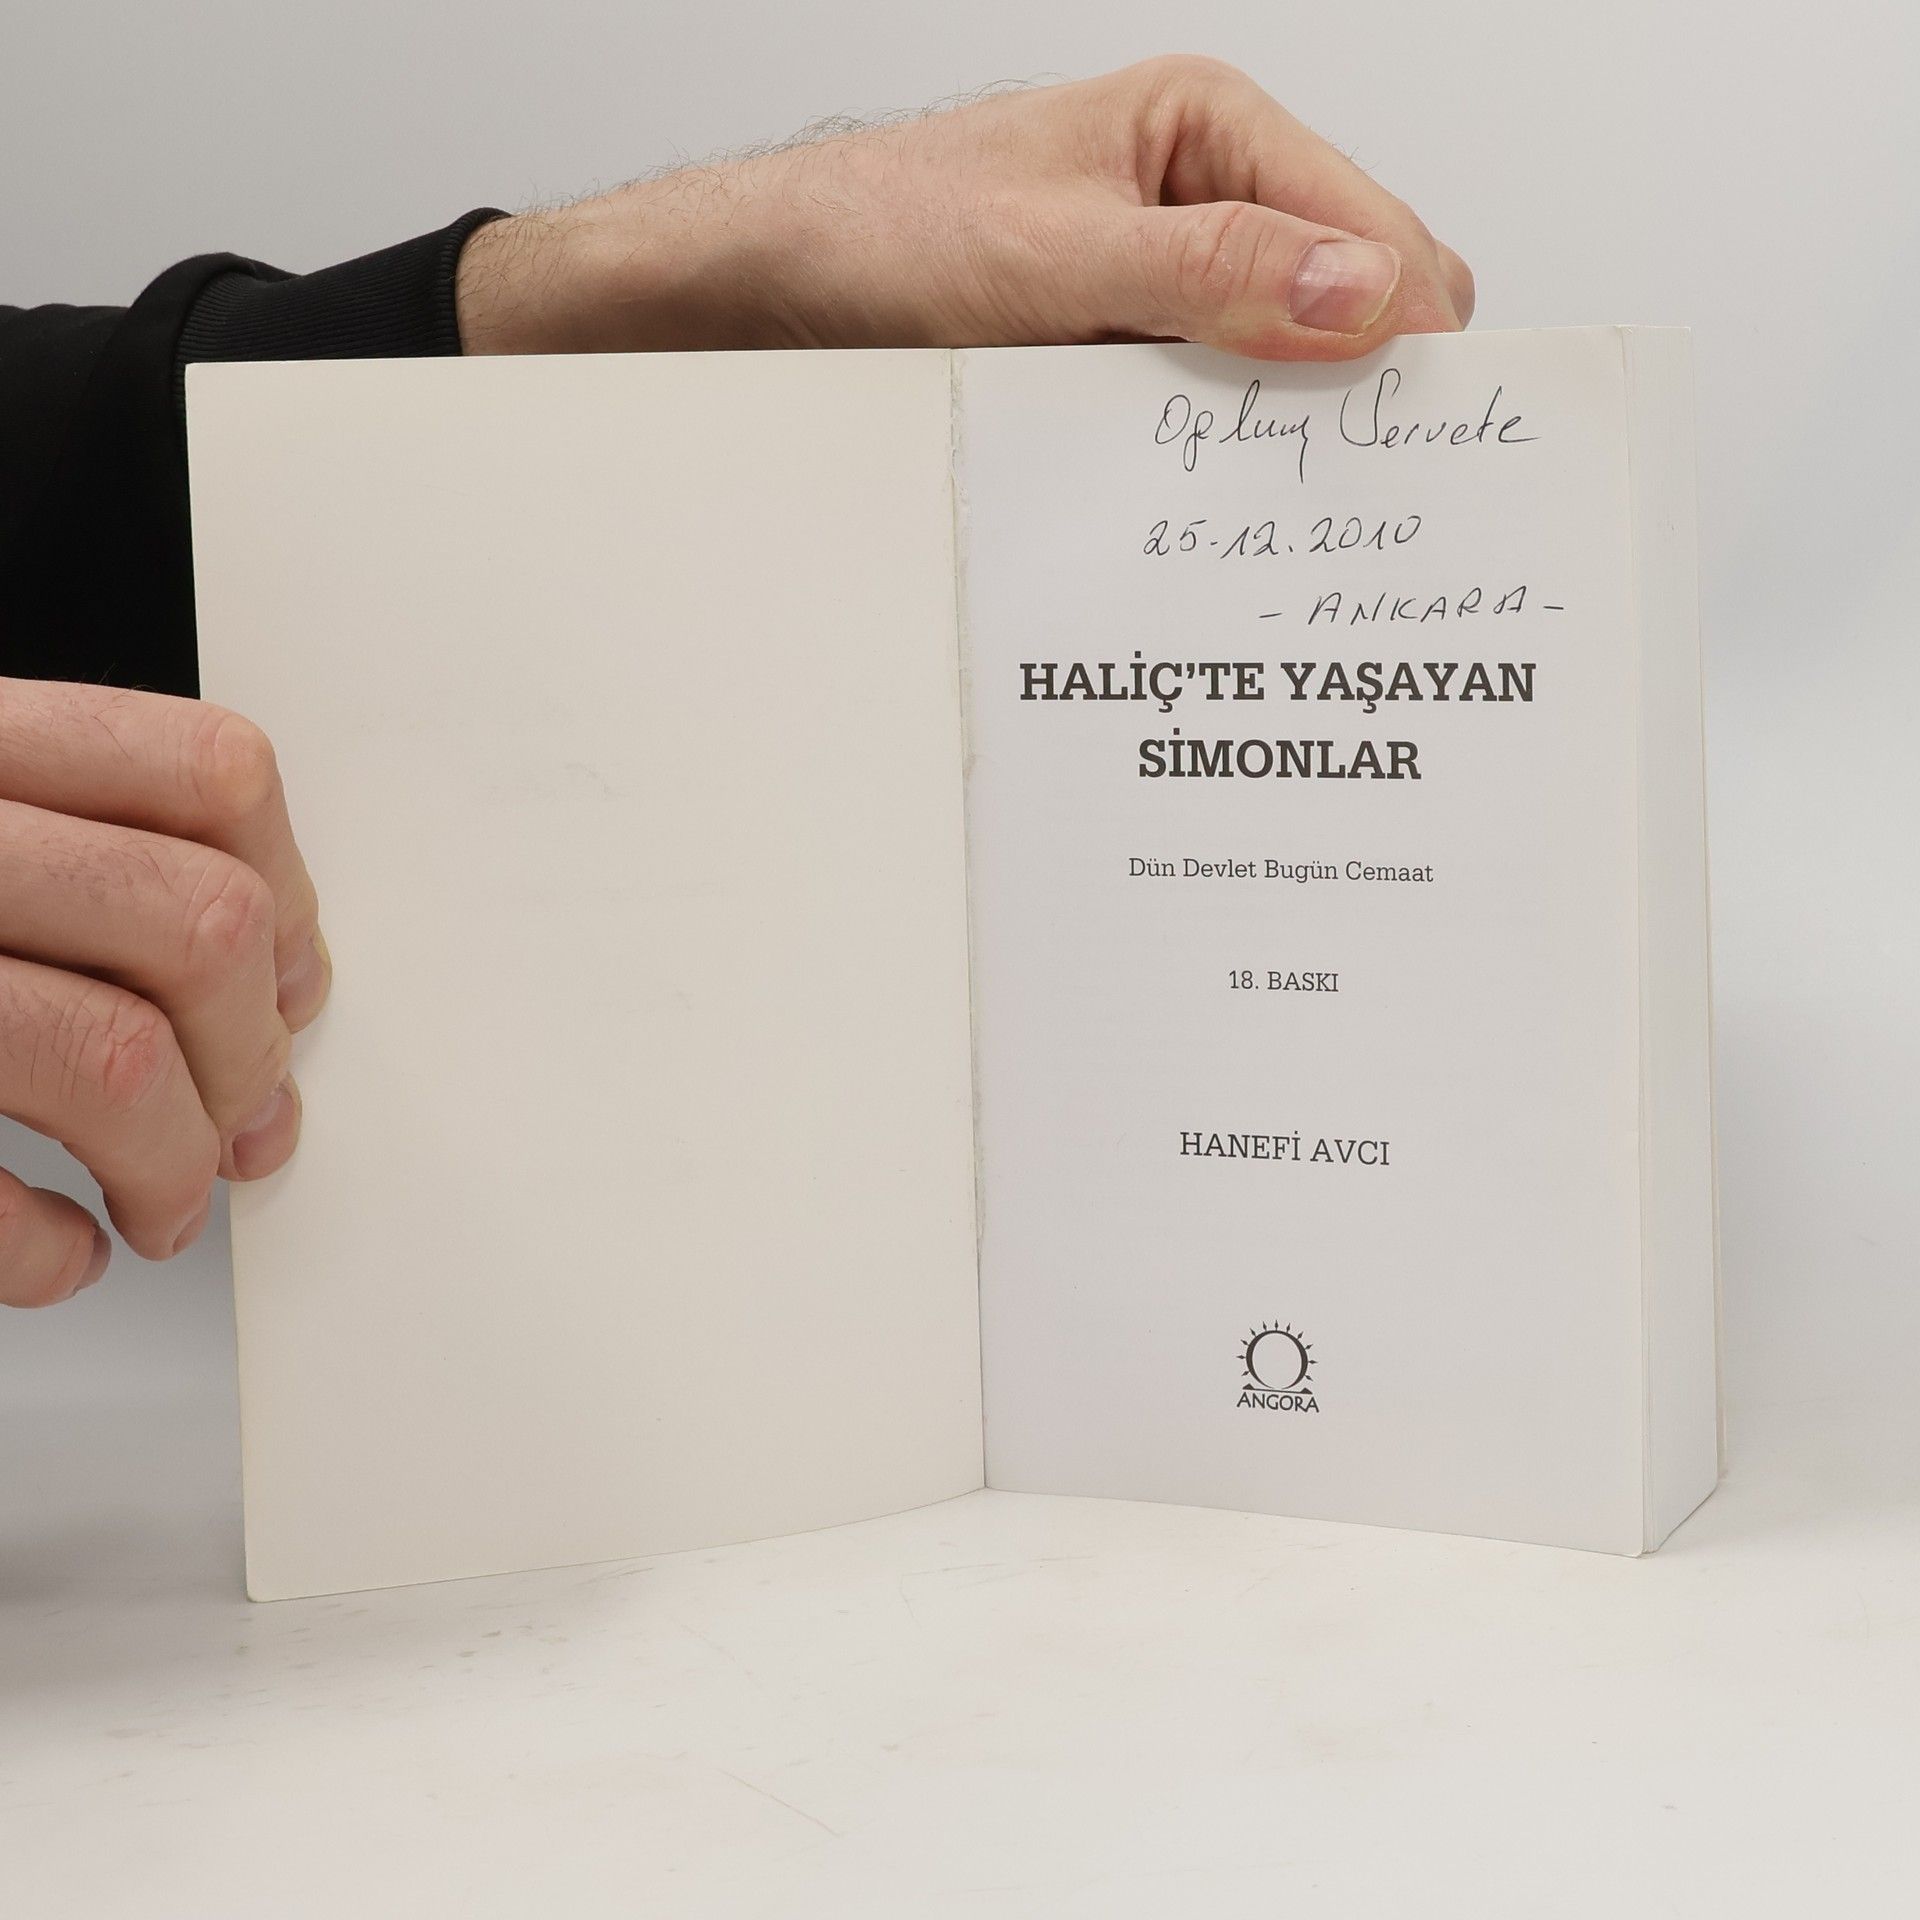 Oğlum Servete
25-12.2010
- ANKARA -
HALİÇ'TE YAŞAYAN
SİMONLAR
Dün Devlet Bugün Cemaat
18. BASKI
HANEFİ AVCI
ANGORA